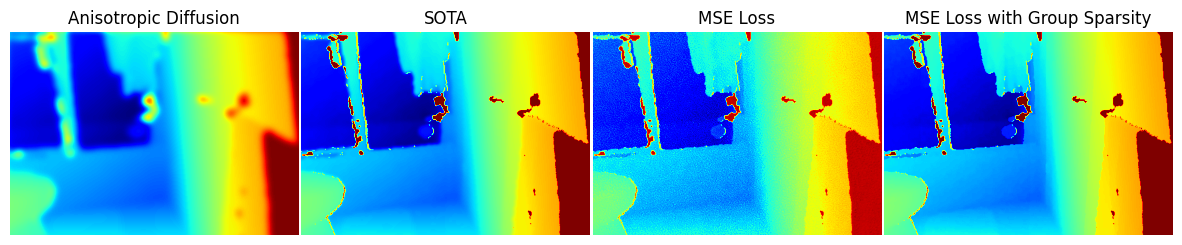 Anisotropic Diffusion
SOTA
MSE Loss
MSE Loss with Group Sparsity